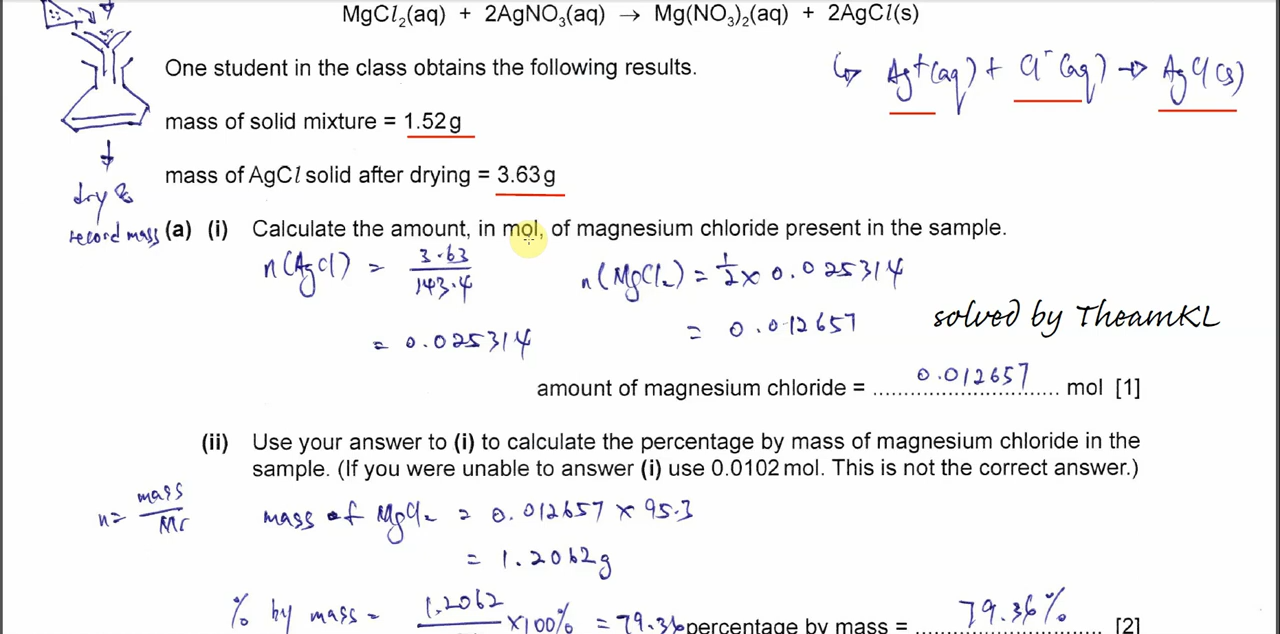 MgCl₂(aq) + 2AgNO₃(aq) → Mg(NO₃)₂(aq) + 2AgCl(s)
One student in the class obtains the following results.
↳ Ag⁺(aq) + Cl⁻(aq) → AgCl(s)
mass of solid mixture = 1.52 g
mass of AgCl solid after drying = 3.63 g
dry &
record mass
(a) (i) Calculate the amount, in mol, of magnesium chloride present in the sample.
n(AgCl) = 3.63/143.4
n(MgCl₂) = 1/2 × 0.025314
= 0.025314
= 0.012657
solved by TheamKL
amount of magnesium chloride = 0.012657 mol [1]
(ii) Use your answer to (i) to calculate the percentage by mass of magnesium chloride in the
sample. (If you were unable to answer (i) use 0.0102 mol. This is not the correct answer.)
n = mass/Mr
mass of MgCl₂ = 0.012657 × 95.3
= 1.2062g
% by mass = 1.2062 ×100% = 79.36
percentage by mass = 79.36% [2]